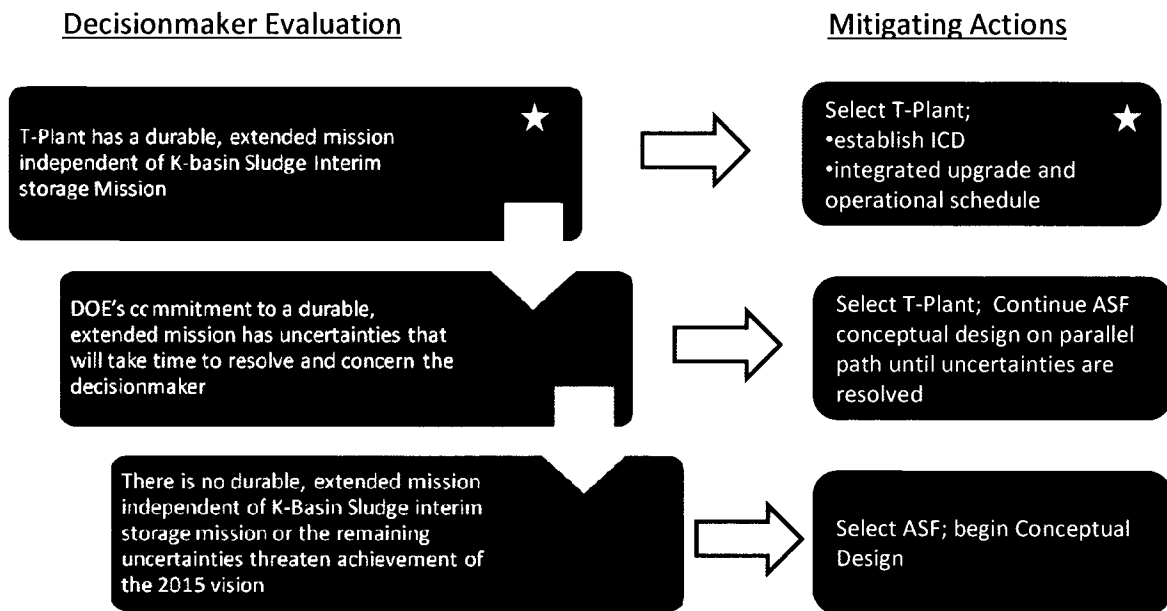 Decisionmaker Evaluation
Mitigating Actions
T-Plant has a durable, extended mission
independent of K-basin Sludge Interim
storage Mission
Select T-Plant;
•establish ICD
•integrated upgrade and
operational schedule
DOE's commitment to a durable,
extended mission has uncertainties that
will take time to resolve and concern the
decisionmaker
Select T-Plant; Continue ASF
conceptual design on parallel
path until uncertainties are
resolved
There is no durable, extended mission
independent of K-Basin Sludge interim
storage mission or the remaining
uncertainties threaten achievement of
the 2015 vision
Select ASF; begin Conceptual
Design